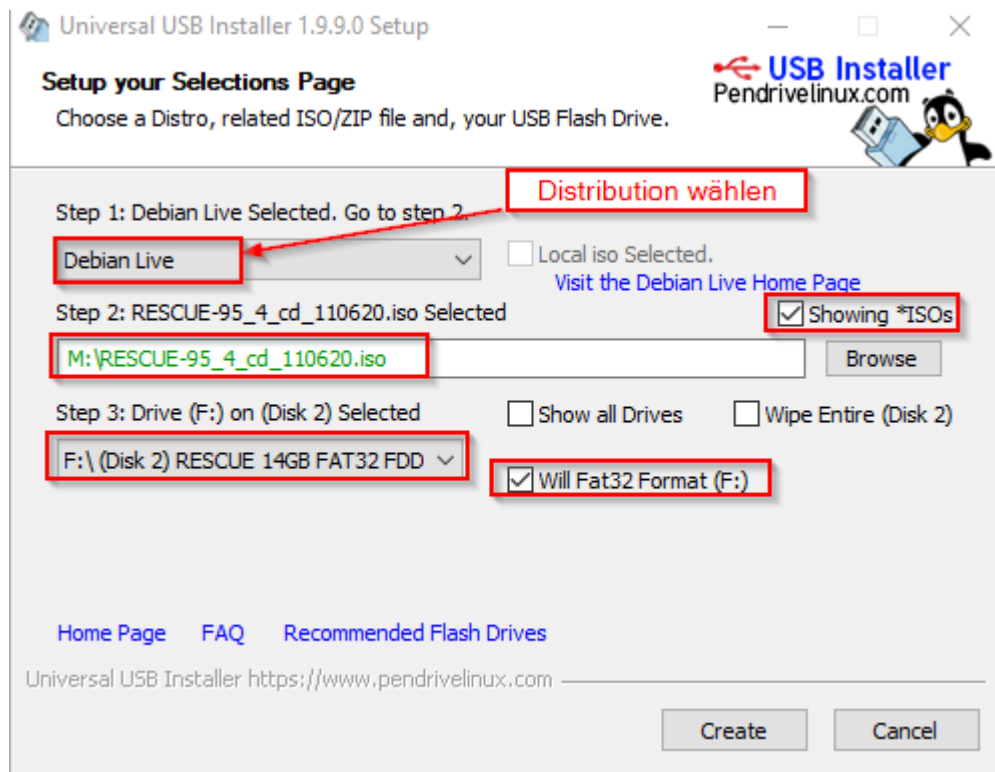 Universal USB Installer 1.9.9.0 Setup
Setup your Selections Page
Choose a Distro, related ISO/ZIP file and, your USB Flash Drive.
USB Installer
Pendrivelinux.com
Distribution wählen
Step 1: Debian Live Selected. Go to step 2.
Debian Live
Local iso Selected.
Visit the Debian Live Home Page
Step 2: RESCUE-95_4_cd_110620.iso Selected
Showing *ISOs
M:\RESCUE-95_4_cd_110620.iso
Browse
Step 3: Drive (F:) on (Disk 2) Selected
Show all Drives
Wipe Entire (Disk 2)
F:\ (Disk 2) RESCUE 14GB FAT32 FDD
Will Fat32 Format (F:)
Home Page FAQ Recommended Flash Drives
Universal USB Installer https://www.pendrivelinux.com
Create
Cancel